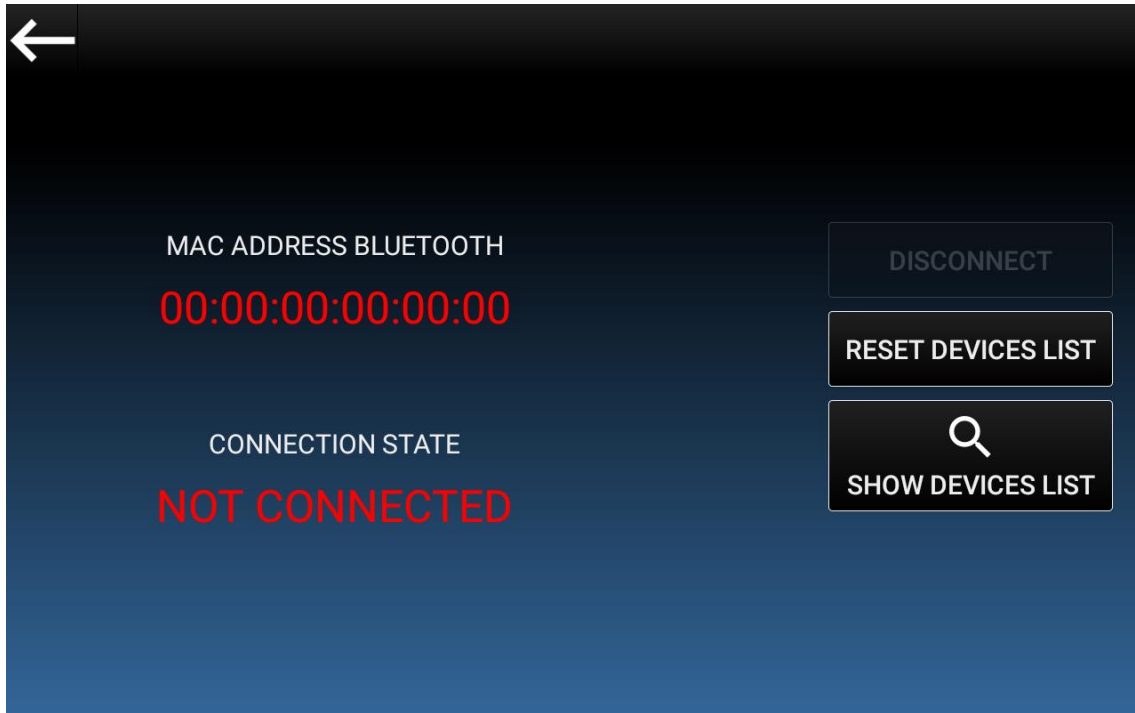 MAC ADDRESS BLUETOOTH
00:00:00:00:00:00
CONNECTION STATE
NOT CONNECTED
DISCONNECT
RESET DEVICES LIST
SHOW DEVICES LIST